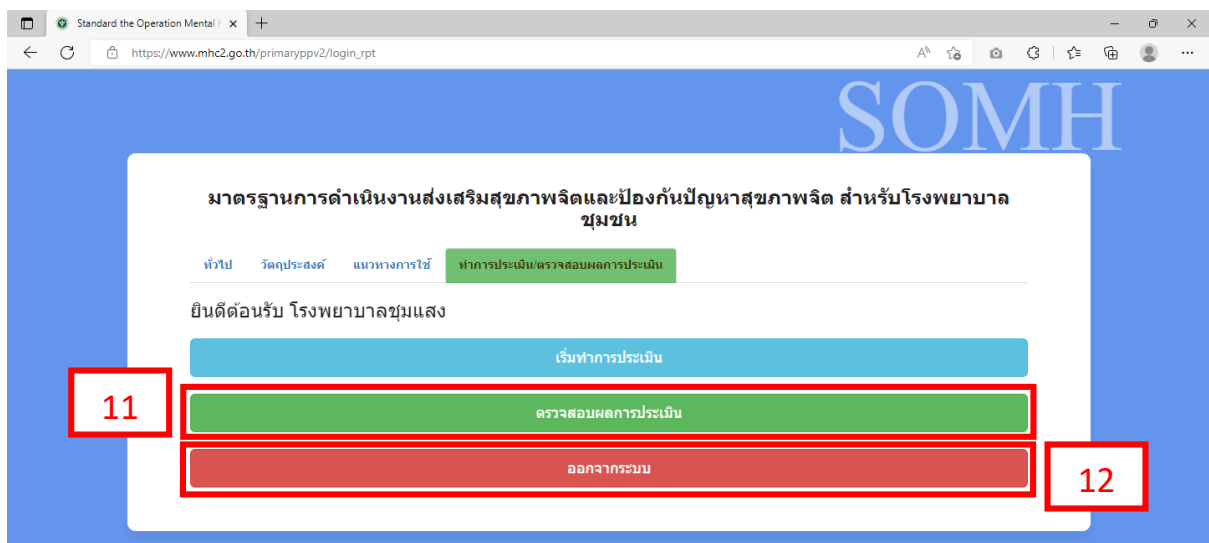 Standard the Operation Mental H
https://www.mhc2.go.th/primaryppv2/login_rpt
SOMH
มาตรฐานการดำเนินงานส่งเสริมสุขภาพจิตและป้องกันปัญหาสุขภาพจิต สำหรับโรงพยาบาล
ชุมชน
ทั่วไป วัตถุประสงค์ แนวทางการใช้ ทำการประเมิน/ตรวจสอบผลการประเมิน
ยินดีต้อนรับ โรงพยาบาลชุมแสง
เริ่มทำการประเมิน
11
ตรวจสอบผลการประเมิน
ออกจากระบบ
12